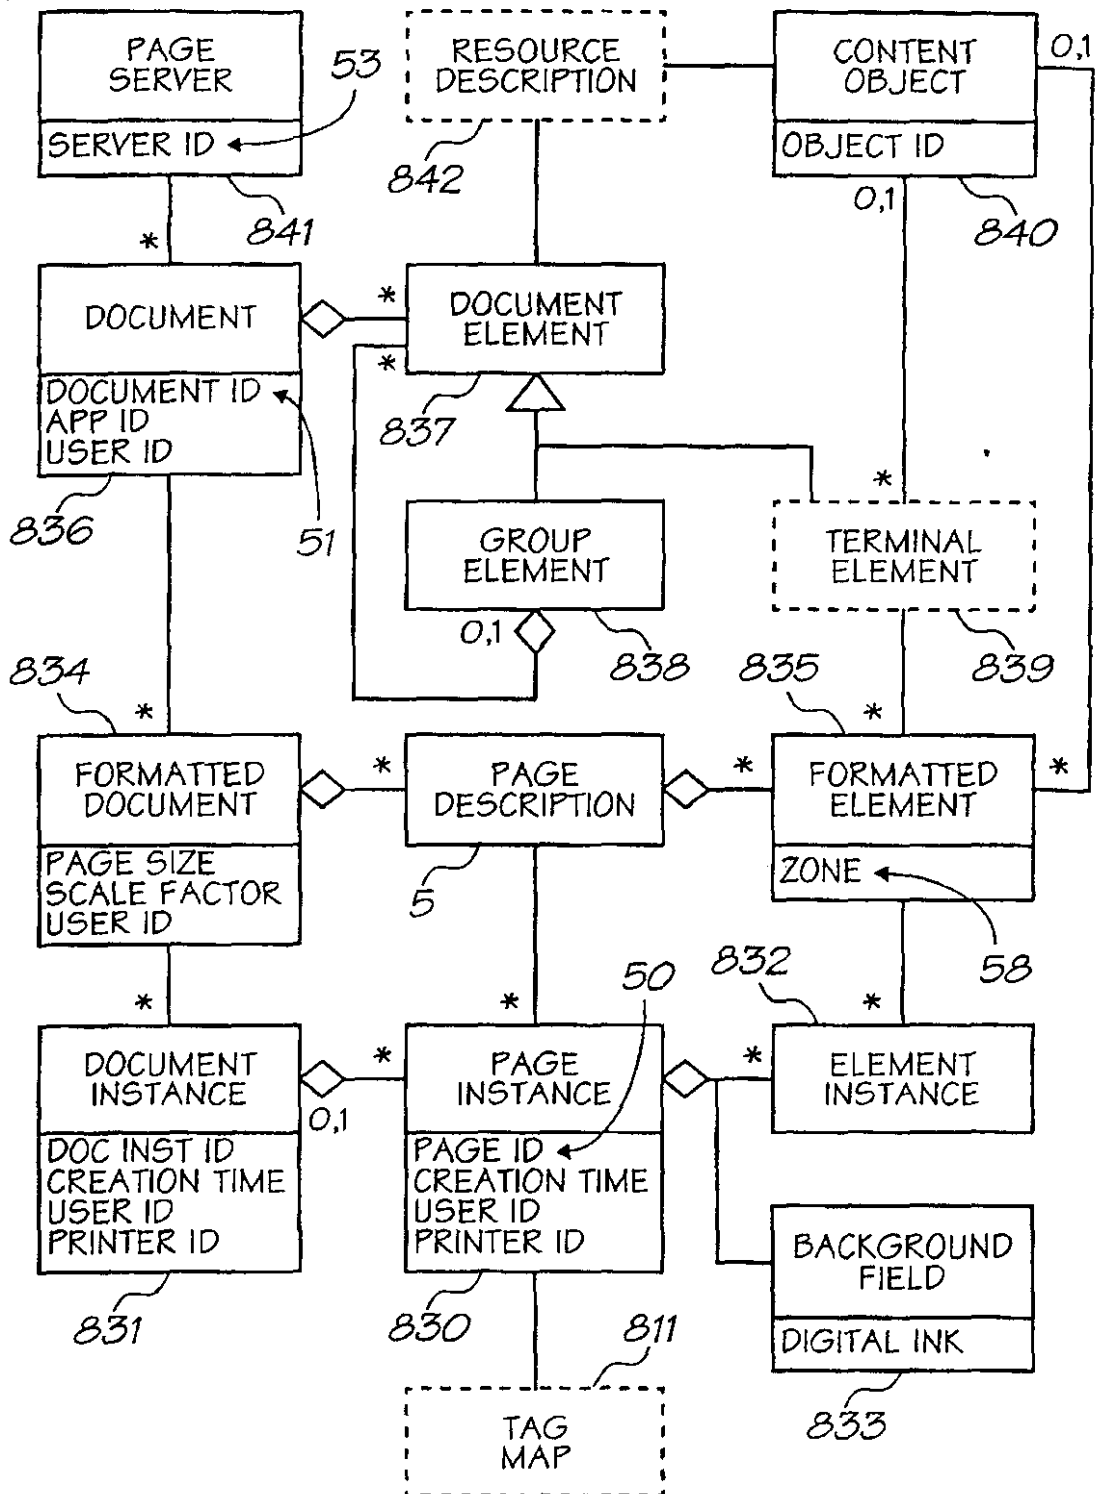 PAGE
SERVER
SERVER ID
53
841
RESOURCE
DESCRIPTION
842
CONTENT
OBJECT
OBJECT ID
0,1
0,1
840
*
DOCUMENT
DOCUMENT ID
APP ID
USER ID
836
51
*
*
DOCUMENT
ELEMENT
837
GROUP
ELEMENT
0,1
838
*
TERMINAL
ELEMENT
839
834
*
FORMATTED
DOCUMENT
PAGE SIZE
SCALE FACTOR
USER ID
*
PAGE
DESCRIPTION
5
*
835
*
FORMATTED
ELEMENT
*
ZONE
58
*
DOCUMENT
INSTANCE
0,1
DOC INST ID
CREATION TIME
USER ID
PRINTER ID
831
*
50
*
PAGE
INSTANCE
PAGE ID
CREATION TIME
USER ID
PRINTER ID
830
832
*
*
ELEMENT
INSTANCE
BACKGROUND
FIELD
DIGITAL INK
833
811
TAG
MAP